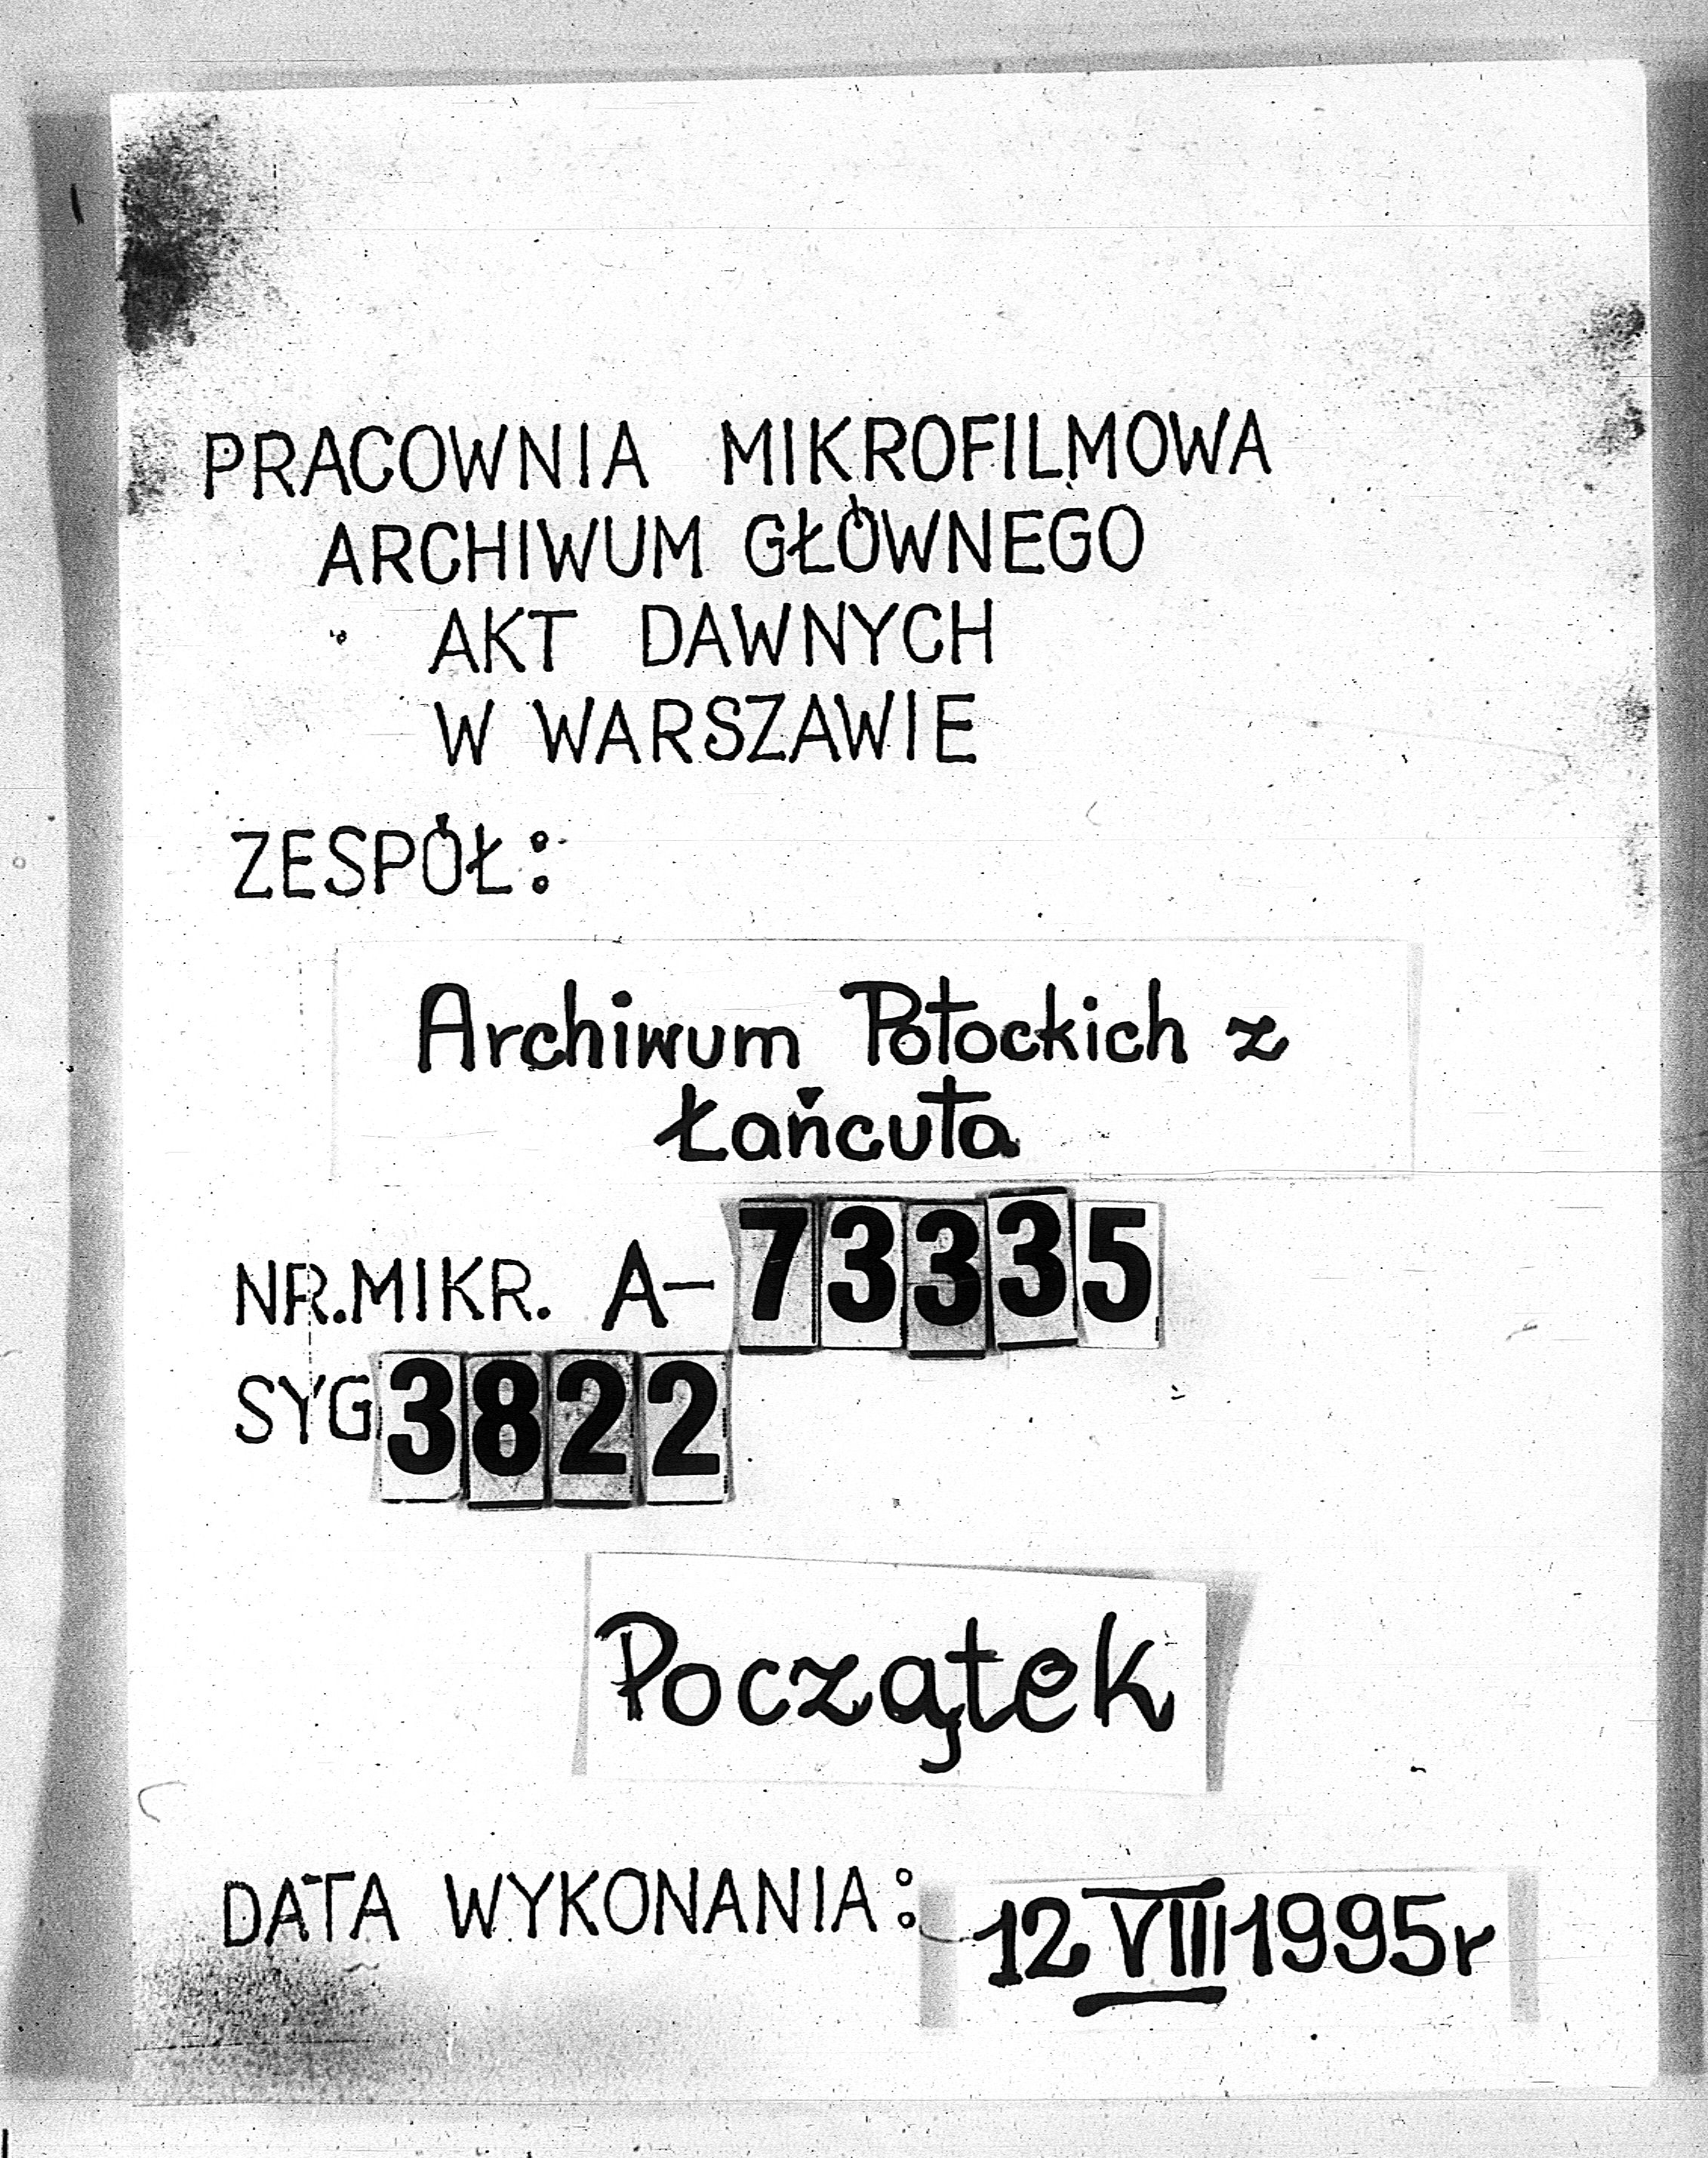 PRACOWNIA MIKROFILMOWA
ARCHIWUM GŁÓWNEGO
AKT DAWNYCH
W WARSZAWIE
ZESPÓŁ:
Archiwum Potockich z
Łańcuta
NR.MIKR. A-73335
SYG 3822
Początek
DATA WYKONANIA: 12 VIII 1995r